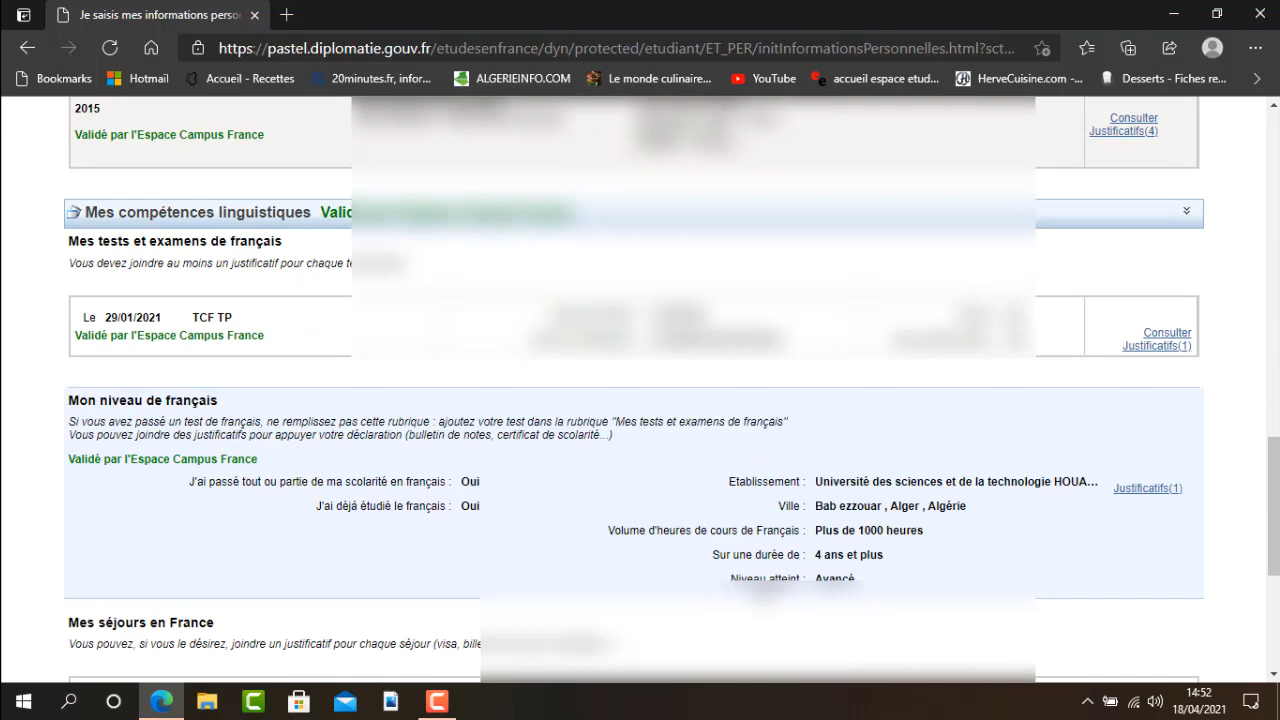 Je saisis mes informations perso
https://pastel.diplomatie.gouv.fr/etudesenfrance/dyn/protected/etudiant/ET_PER/initInformationsPersonnelles.html?sct...
Bookmarks Hotmail Accueil - Recettes 20minutes.fr, infor... ALGERIEINFO.COM Le monde culinaire... YouTube accueil espace etud... HerveCuisine.com -... Desserts - Fiches re...
2015
Validé par l'Espace Campus France
Consulter
Justificatifs(4)
Mes compétences linguistiques Valid
Mes tests et examens de français
Vous devez joindre au moins un justificatif pour chaque te
Le 29/01/2021 TCF TP
Validé par l'Espace Campus France
Consulter
Justificatifs(1)
Mon niveau de français
Si vous avez passé un test de français, ne remplissez pas cette rubrique : ajoutez votre test dans la rubrique "Mes tests et examens de français"
Vous pouvez joindre des justificatifs pour appuyer votre déclaration (bulletin de notes, certificat de scolarité...)
Validé par l'Espace Campus France
J'ai passé tout ou partie de ma scolarité en français : Oui Etablissement : Université des sciences et de la technologie HOUA... Justificatifs(1)
J'ai déjà étudié le français : Oui Ville : Bab ezzouar , Alger , Algérie
Volume d'heures de cours de Français : Plus de 1000 heures
Sur une durée de : 4 ans et plus
Niveau atteint : Avancé
Mes séjours en France
Vous pouvez, si vous le désirez, joindre un justificatif pour chaque séjour (visa, bille
14:52
18/04/2021